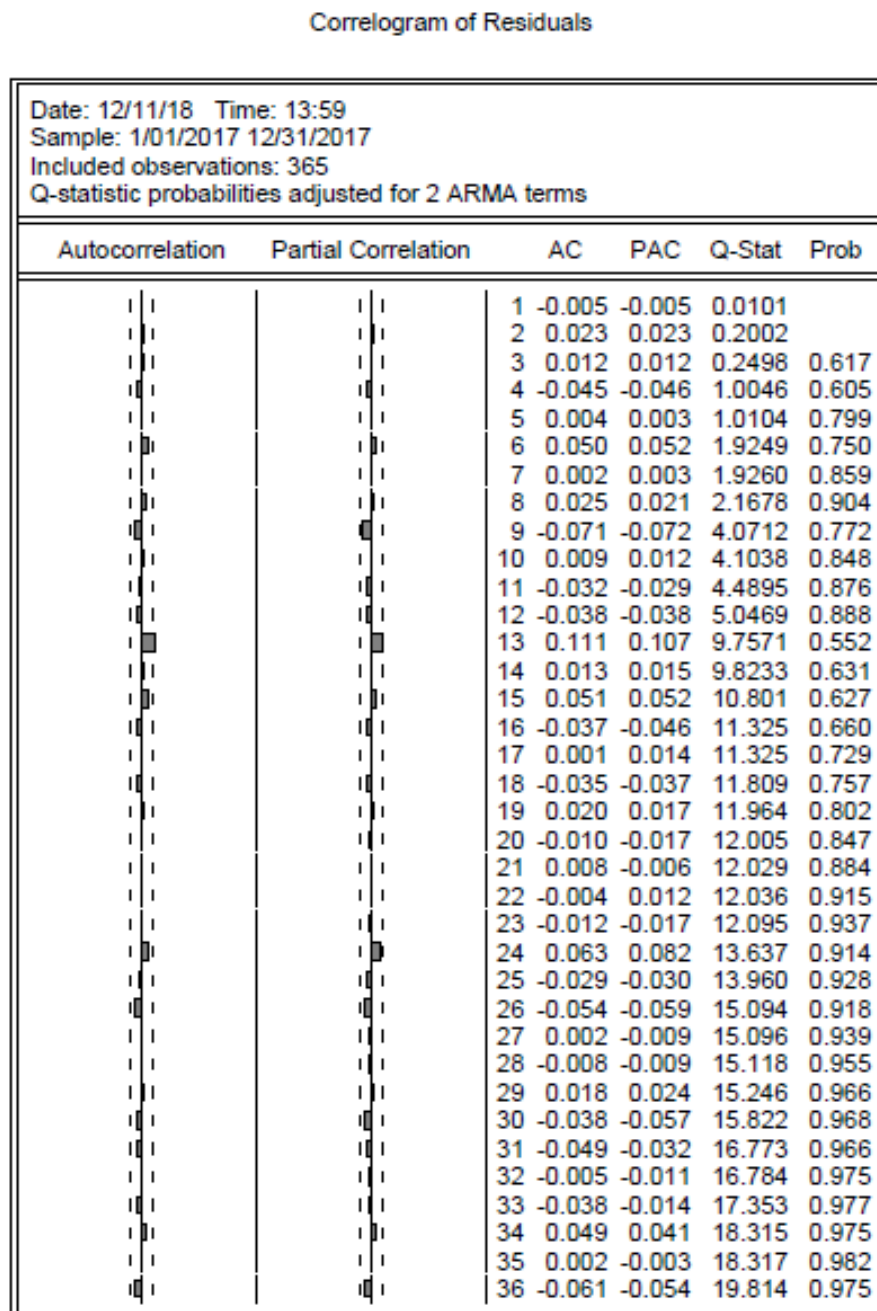 Correlogram of Residuals
Date: 12/11/18 Time: 13:59
Sample: 1/01/2017 12/31/2017
Included observations: 365
Q-statistic probabilities adjusted for 2 ARMA terms
Autocorrelation Partial Correlation AC PAC Q-Stat Prob
1 -0.005 -0.005 0.0101
2 0.023 0.023 0.2002
3 0.012 0.012 0.2498 0.617
4 -0.045 -0.046 1.0046 0.605
5 0.004 0.003 1.0104 0.799
6 0.050 0.052 1.9249 0.750
7 0.002 0.003 1.9260 0.859
8 0.025 0.021 2.1678 0.904
9 -0.071 -0.072 4.0712 0.772
10 0.009 0.012 4.1038 0.848
11 -0.032 -0.029 4.4895 0.876
12 -0.038 -0.038 5.0469 0.888
13 0.111 0.107 9.7571 0.552
14 0.013 0.015 9.8233 0.631
15 0.051 0.052 10.801 0.627
16 -0.037 -0.046 11.325 0.660
17 0.001 0.014 11.325 0.729
18 -0.035 -0.037 11.809 0.757
19 0.020 0.017 11.964 0.802
20 -0.010 -0.017 12.005 0.847
21 0.008 -0.006 12.029 0.884
22 -0.004 0.012 12.036 0.915
23 -0.012 -0.017 12.095 0.937
24 0.063 0.082 13.637 0.914
25 -0.029 -0.030 13.960 0.928
26 -0.054 -0.059 15.094 0.918
27 0.002 -0.009 15.096 0.939
28 -0.008 -0.009 15.118 0.955
29 0.018 0.024 15.246 0.966
30 -0.038 -0.057 15.822 0.968
31 -0.049 -0.032 16.773 0.966
32 -0.005 -0.011 16.784 0.975
33 -0.038 -0.014 17.353 0.977
34 0.049 0.041 18.315 0.975
35 0.002 -0.003 18.317 0.982
36 -0.061 -0.054 19.814 0.975